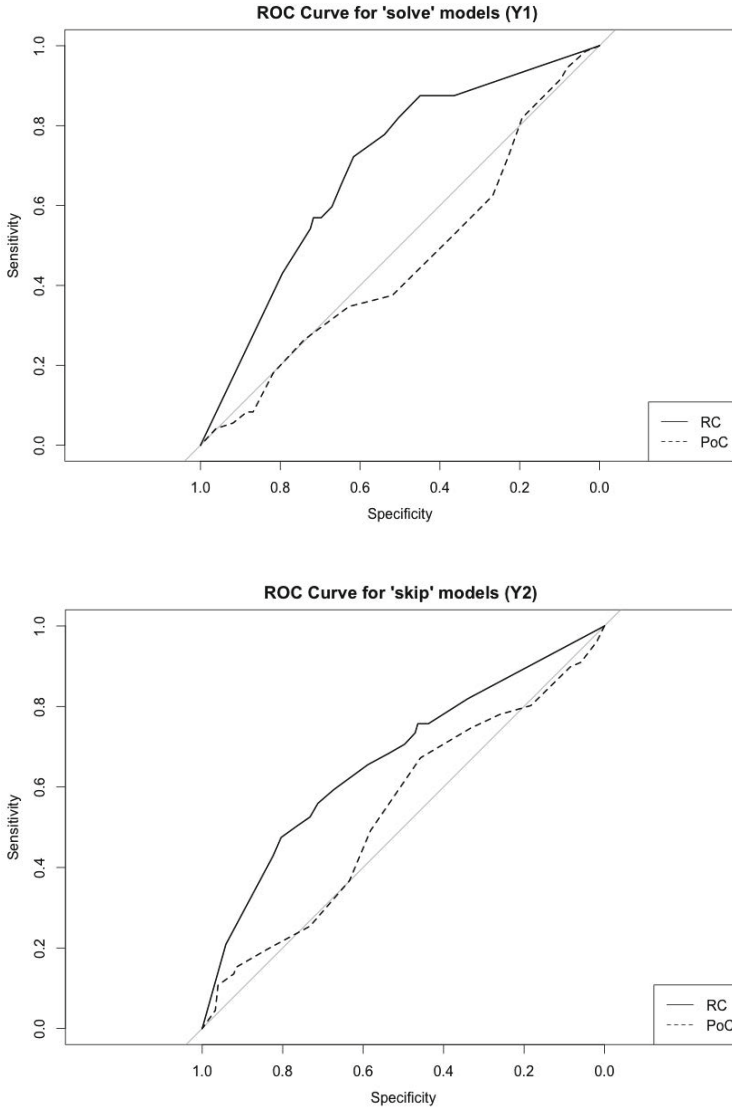 ROC Curve for 'solve' models (Y1)
1.0
0.8
0.6
0.4
0.2
0.0
Sensitivity
RC
PoC
1.0 0.8 0.6 0.4 0.2 0.0
Specificity
ROC Curve for 'skip' models (Y2)
1.0
0.8
0.6
0.4
0.2
0.0
Sensitivity
RC
PoC
1.0 0.8 0.6 0.4 0.2 0.0
Specificity